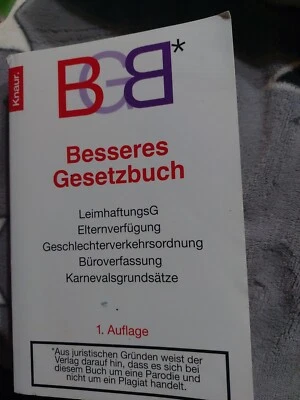 Knaur.
BGB*
Besseres
Gesetzbuch
LeimhaftungsG
Elternverfügung
Geschlechterverkehrsordnung
Büroverfassung
Karnevalsgrundsätze
1. Auflage
*Aus juristischen Gründen weist der
Verlag darauf hin, dass es sich bei
diesem Buch um eine Parodie und
nicht um ein Plagiat handelt.